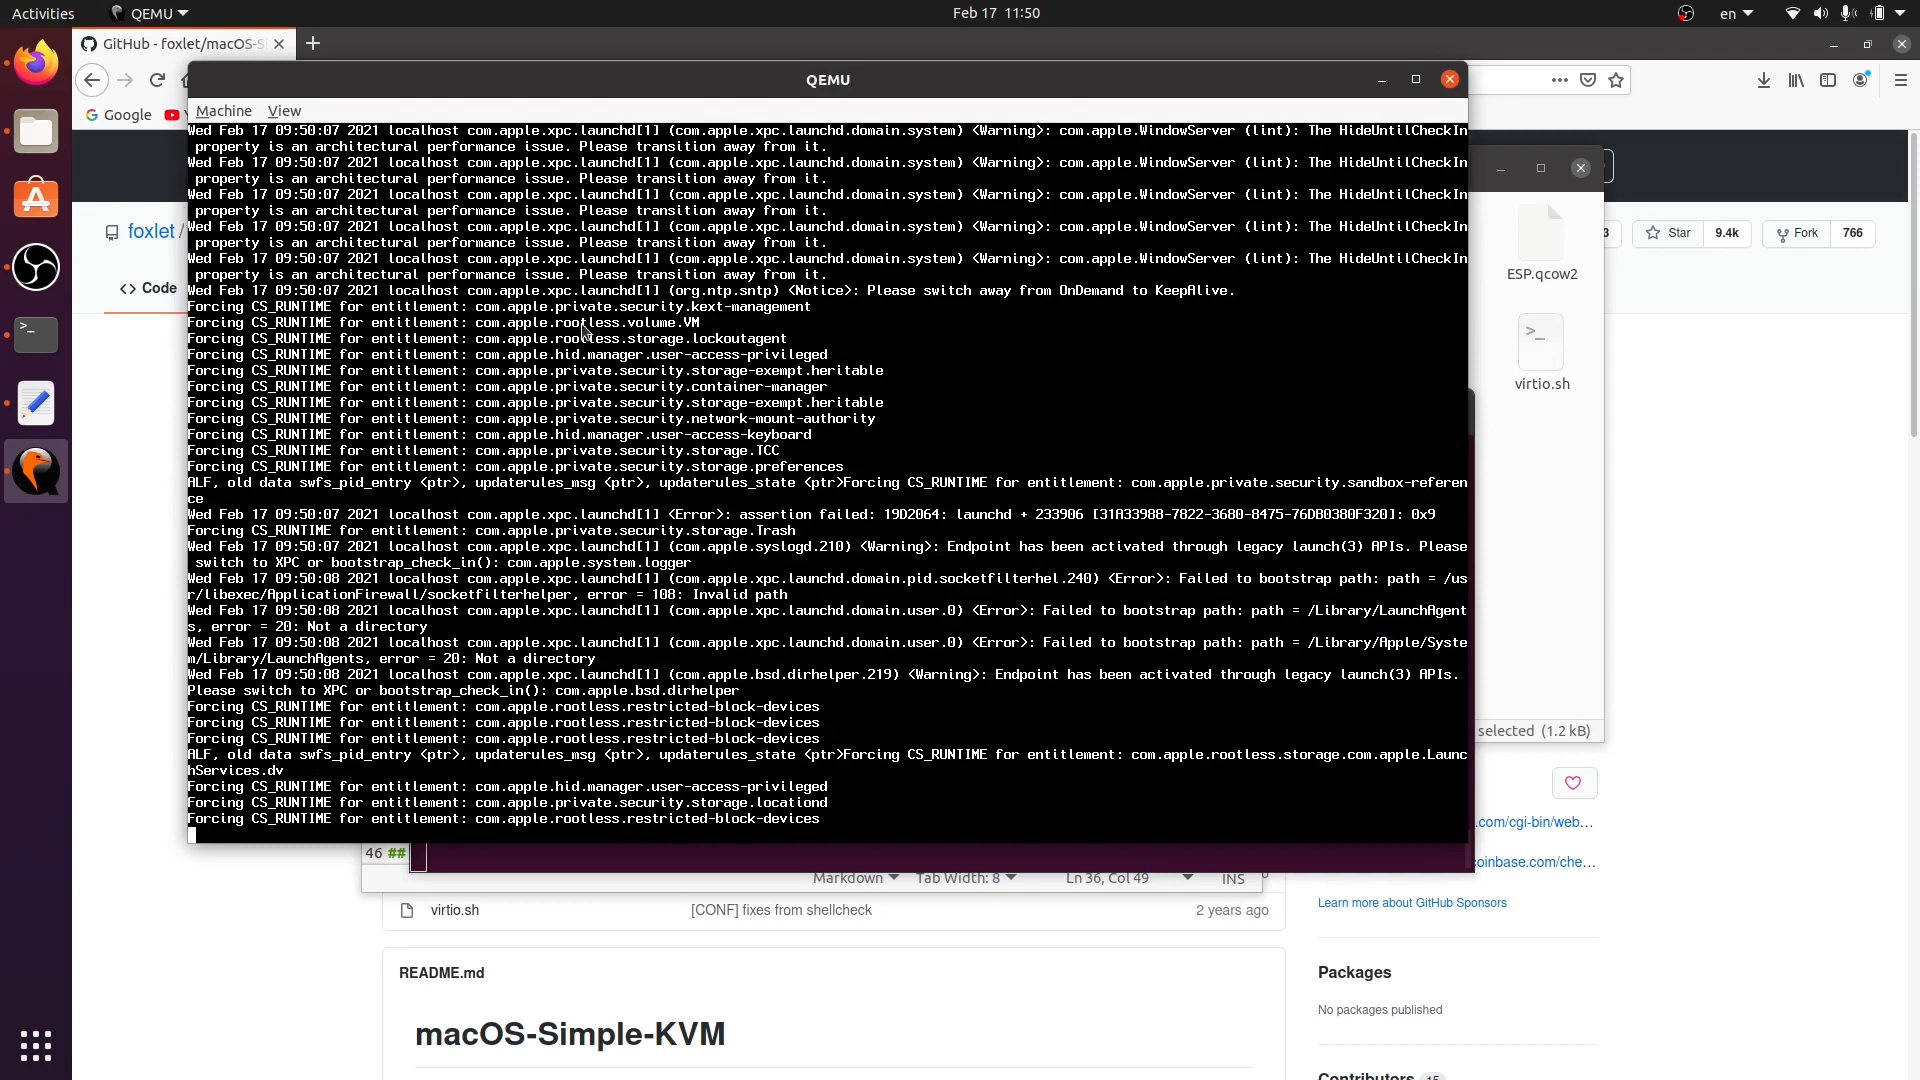 Activities
QEMU
Feb 17 11:50
en
GitHub - foxlet/macOS-S
Google
QEMU
Machine View
Wed Feb 17 09:50:07 2021 localhost com.apple.xpc.launchd[1] (com.apple.xpc.launchd.domain.system) <Warning>: com.apple.WindowServer (lint): The HideUntilCheckIn
property is an architectural performance issue. Please transition away from it.
Wed Feb 17 09:50:07 2021 localhost com.apple.xpc.launchd[1] (com.apple.xpc.launchd.domain.system) <Warning>: com.apple.WindowServer (lint): The HideUntilCheckIn
property is an architectural performance issue. Please transition away from it.
Wed Feb 17 09:50:07 2021 localhost com.apple.xpc.launchd[1] (com.apple.xpc.launchd.domain.system) <Warning>: com.apple.WindowServer (lint): The HideUntilCheckIn
property is an architectural performance issue. Please transition away from it.
Wed Feb 17 09:50:07 2021 localhost com.apple.xpc.launchd[1] (com.apple.xpc.launchd.domain.system) <Warning>: com.apple.WindowServer (lint): The HideUntilCheckIn
property is an architectural performance issue. Please transition away from it.
Wed Feb 17 09:50:07 2021 localhost com.apple.xpc.launchd[1] (com.apple.xpc.launchd.domain.system) <Warning>: com.apple.WindowServer (lint): The HideUntilCheckIn
property is an architectural performance issue. Please transition away from it.
Wed Feb 17 09:50:07 2021 localhost com.apple.xpc.launchd[1] (org.ntp.sntp) <Notice>: Please switch away from OnDemand to KeepAlive.
Forcing CS_RUNTIME for entitlement: com.apple.private.security.kext-management
Forcing CS_RUNTIME for entitlement: com.apple.rootless.volume.VM
Forcing CS_RUNTIME for entitlement: com.apple.rootless.storage.lockoutagent
Forcing CS_RUNTIME for entitlement: com.apple.hid.manager.user-access-privileged
Forcing CS_RUNTIME for entitlement: com.apple.private.security.storage-exempt.heritable
Forcing CS_RUNTIME for entitlement: com.apple.private.security.container-manager
Forcing CS_RUNTIME for entitlement: com.apple.private.security.storage-exempt.heritable
Forcing CS_RUNTIME for entitlement: com.apple.private.security.network-mount-authority
Forcing CS_RUNTIME for entitlement: com.apple.hid.manager.user-access-keyboard
Forcing CS_RUNTIME for entitlement: com.apple.private.security.storage.TCC
Forcing CS_RUNTIME for entitlement: com.apple.private.security.storage.preferences
ALF, old data swfs_pid_entry <ptr>, updaterules_msg <ptr>, updaterules_state <ptr>Forcing CS_RUNTIME for entitlement: com.apple.private.security.sandbox-referen
ce
Wed Feb 17 09:50:07 2021 localhost com.apple.xpc.launchd[1] <Error>: assertion failed: 19D2064: launchd + 233906 [31A33988-7822-3680-8475-76DB0380F320]: 0x9
Forcing CS_RUNTIME for entitlement: com.apple.private.security.storage.Trash
Wed Feb 17 09:50:07 2021 localhost com.apple.xpc.launchd[1] (com.apple.syslogd.210) <Warning>: Endpoint has been activated through legacy launch(3) APIs. Please
switch to XPC or bootstrap_check_in(): com.apple.system.logger
Wed Feb 17 09:50:08 2021 localhost com.apple.xpc.launchd[1] (com.apple.xpc.launchd.domain.pid.socketfilterhel.240) <Error>: Failed to bootstrap path: path = /us
r/libexec/ApplicationFirewall/socketfilterhelper, error = 108: Invalid path
Wed Feb 17 09:50:08 2021 localhost com.apple.xpc.launchd[1] (com.apple.xpc.launchd.domain.user.0) <Error>: Failed to bootstrap path: path = /Library/LaunchAgent
s, error = 20: Not a directory
Wed Feb 17 09:50:08 2021 localhost com.apple.xpc.launchd[1] (com.apple.xpc.launchd.domain.user.0) <Error>: Failed to bootstrap path: path = /Library/Apple/Syste
m/Library/LaunchAgents, error = 20: Not a directory
Wed Feb 17 09:50:08 2021 localhost com.apple.xpc.launchd[1] (com.apple.bsd.dirhelper.219) <Warning>: Endpoint has been activated through legacy launch(3) APIs.
Please switch to XPC or bootstrap_check_in(): com.apple.bsd.dirhelper
Forcing CS_RUNTIME for entitlement: com.apple.rootless.restricted-block-devices
Forcing CS_RUNTIME for entitlement: com.apple.rootless.restricted-block-devices
Forcing CS_RUNTIME for entitlement: com.apple.rootless.restricted-block-devices
ALF, old data swfs_pid_entry <ptr>, updaterules_msg <ptr>, updaterules_state <ptr>Forcing CS_RUNTIME for entitlement: com.apple.rootless.storage.com.apple.Launc
hServices.dv
Forcing CS_RUNTIME for entitlement: com.apple.hid.manager.user-access-privileged
Forcing CS_RUNTIME for entitlement: com.apple.private.security.storage.locationd
Forcing CS_RUNTIME for entitlement: com.apple.rootless.restricted-block-devices
foxlet /
<> Code
3
Star 9.4k
Fork 766
ESP.qcow2
virtio.sh
selected (1.2 kB)
46 ##
Markdown Tab Width: 8 Ln 36, Col 49 INS
virtio.sh [CONF] fixes from shellcheck 2 years ago
README.md
macOS-Simple-KVM
.com/cgi-bin/web...
coinbase.com/che...
Learn more about GitHub Sponsors
Packages
No packages published
Contributors 15